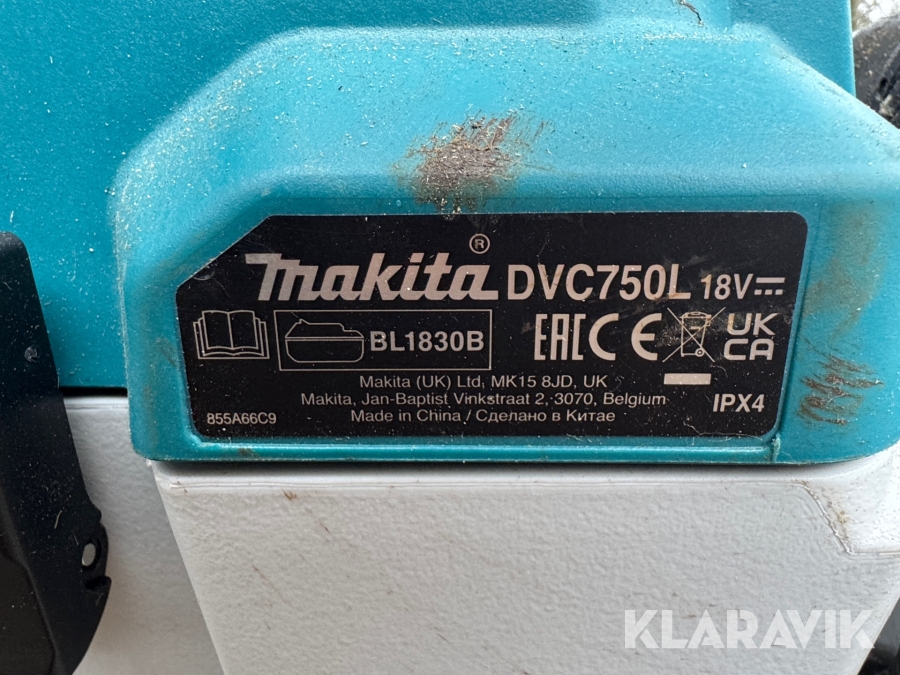 makita® DVC750L 18V
BL1830B
EAC CE UK CA
Makita (UK) Ltd, MK15 8JD, UK
Makita, Jan-Baptist Vinkstraat 2, 3070, Belgium
Made in China / Сделано в Китае
855A66C9
IPX4
KLARAVIK